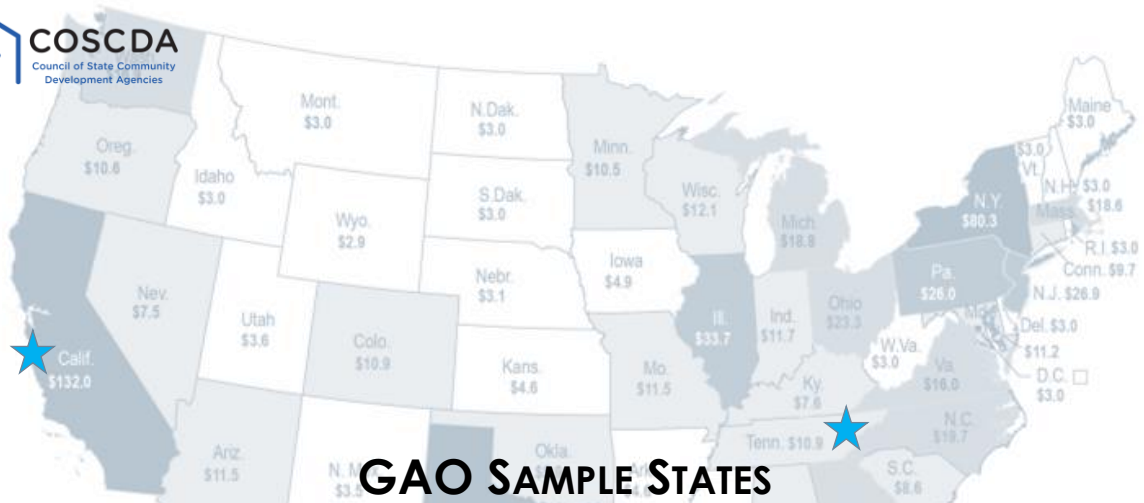 COSCDA
Council of State Community
Development Agencies
Mont.
$3.0
N.Dak.
$3.0
Minn.
$10.5
Maine
$3.0
Oreg.
$10.6
Idaho
$3.0
S.Dak.
$3.0
Wisc.
$12.1
$3.0
Vt.
N.H. $3.0
$18.6
Mass.
N.Y.
$80.3
Wyo.
$2.9
Mich.
$18.8
R.I. $3.0
Conn. $9.7
Nebr.
$3.1
Iowa
$4.9
Pa.
$26.0
N.J. $26.9
Nev.
$7.5
Utah
$3.6
Colo.
$10.9
Ill.
$33.7
Ind.
$11.7
Ohio
$23.3
Del. $3.0
$11.2
D.C.
$3.0
Calif.
$132.0
Kans.
$4.6
Mo.
$11.5
W.Va.
$3.0
Va.
$16.0
Ky.
$7.6
Tenn. $10.9
N.C.
$19.7
Ariz.
$11.5
Okla.
S.C.
$8.6
$3.5
GAO SAMPLE STATES